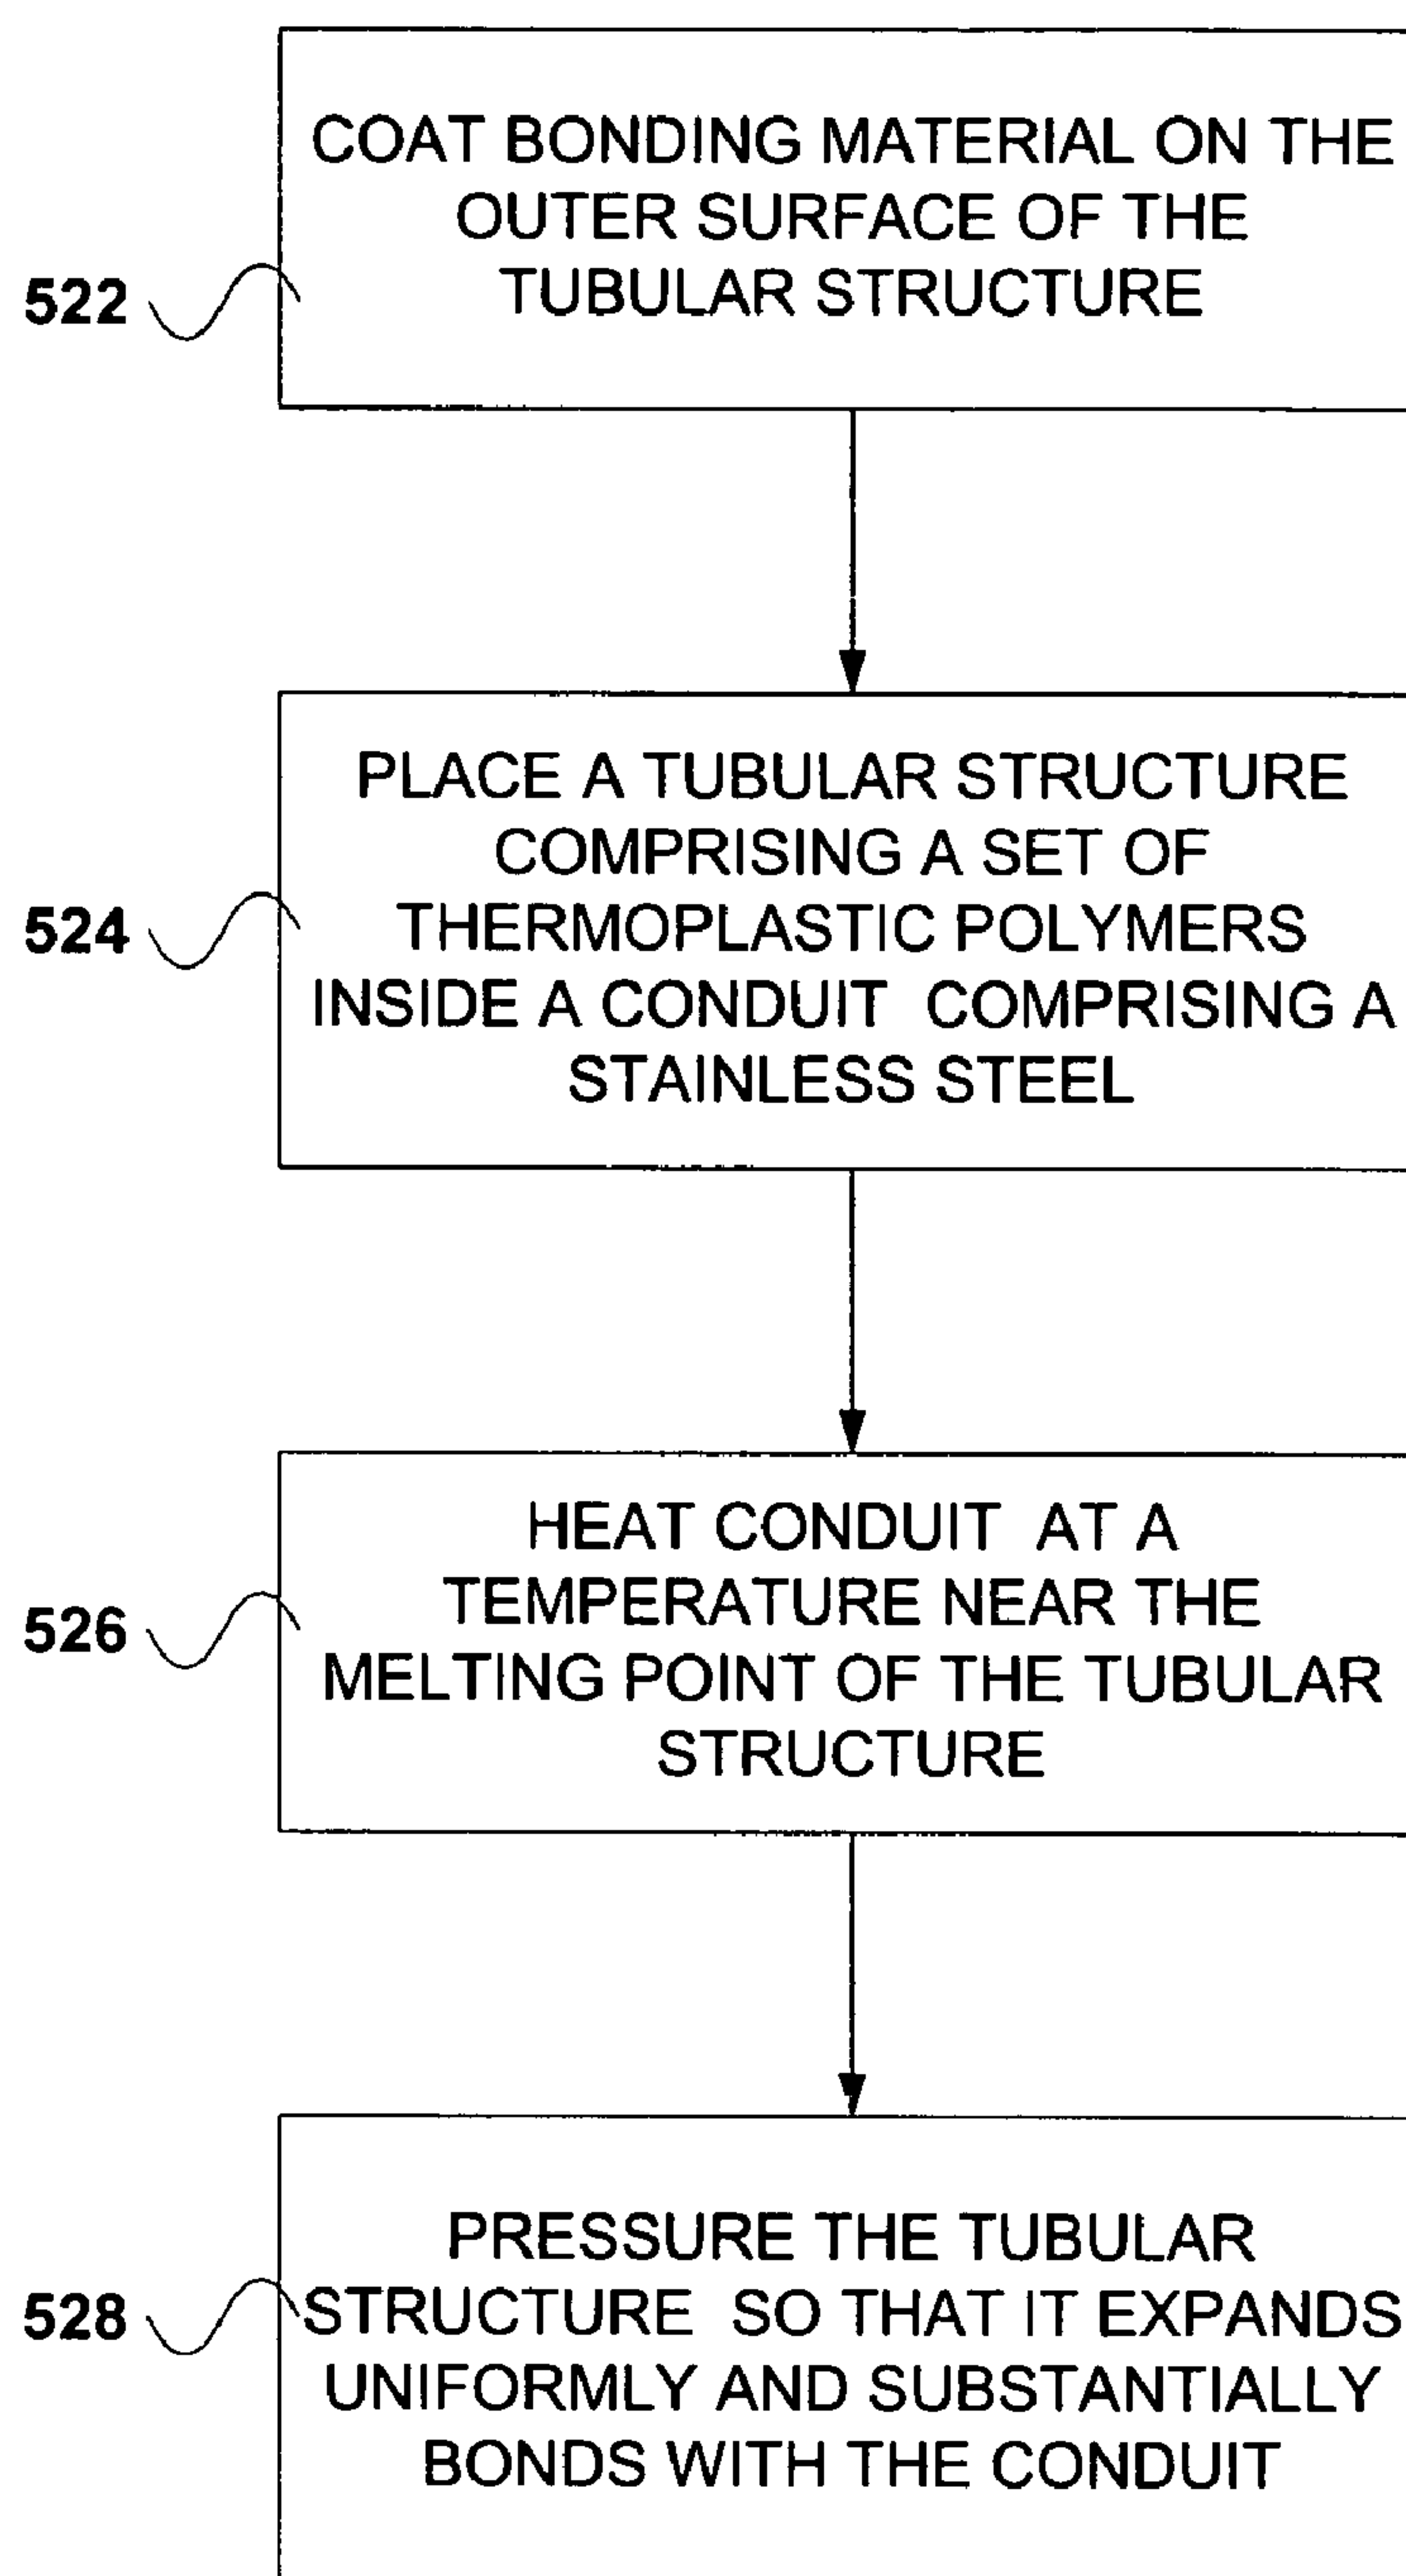 COAT BONDING MATERIAL ON THE
OUTER SURFACE OF THE
TUBULAR STRUCTURE
522
PLACE A TUBULAR STRUCTURE
COMPRISING A SET OF
THERMOPLASTIC POLYMERS
INSIDE A CONDUIT COMPRISING A
STAINLESS STEEL
524
HEAT CONDUIT AT A
TEMPERATURE NEAR THE
MELTING POINT OF THE TUBULAR
STRUCTURE
526
PRESSURE THE TUBULAR
STRUCTURE SO THAT IT EXPANDS
UNIFORMLY AND SUBSTANTIALLY
BONDS WITH THE CONDUIT
528